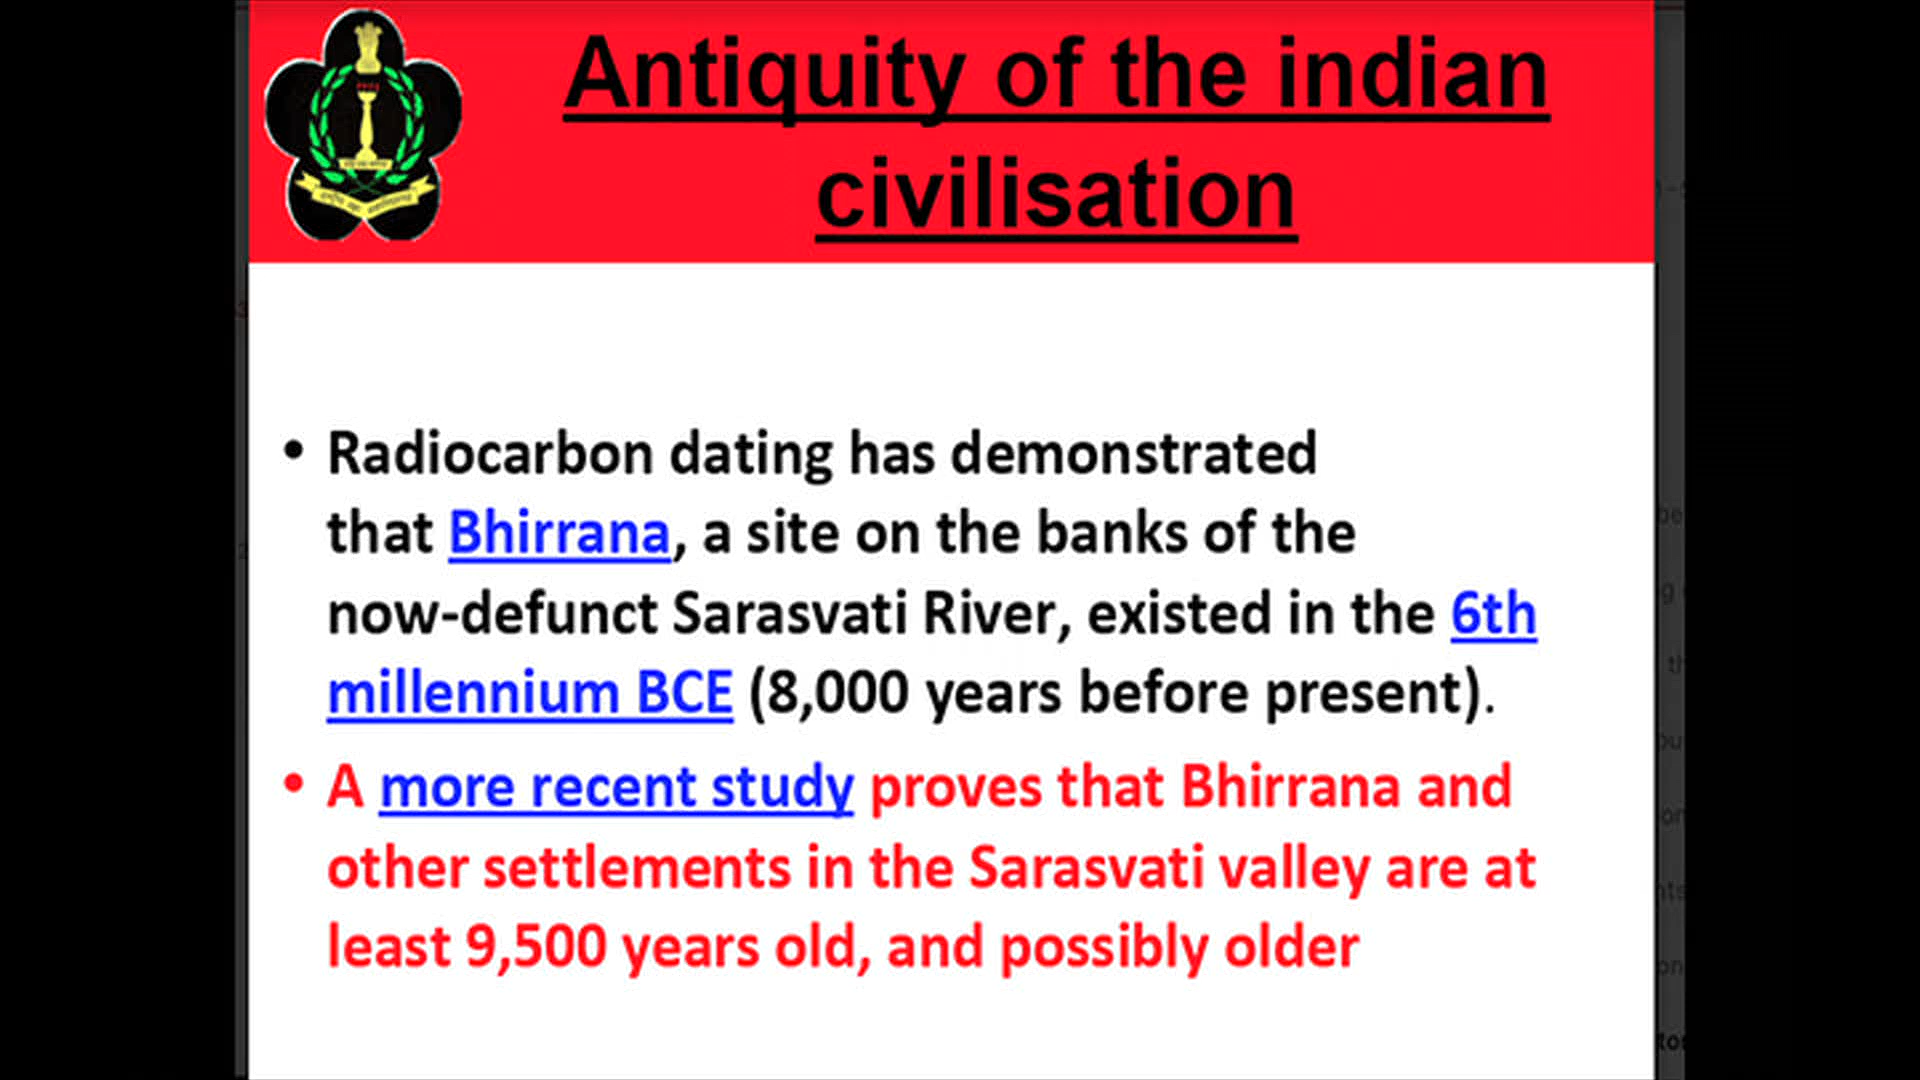 Antiquity of the indian
civilisation
• Radiocarbon dating has demonstrated
that Bhirrana, a site on the banks of the
now-defunct Sarasvati River, existed in the 6th
millennium BCE (8,000 years before present).
• A more recent study proves that Bhirrana and
other settlements in the Sarasvati valley are at
least 9,500 years old, and possibly older